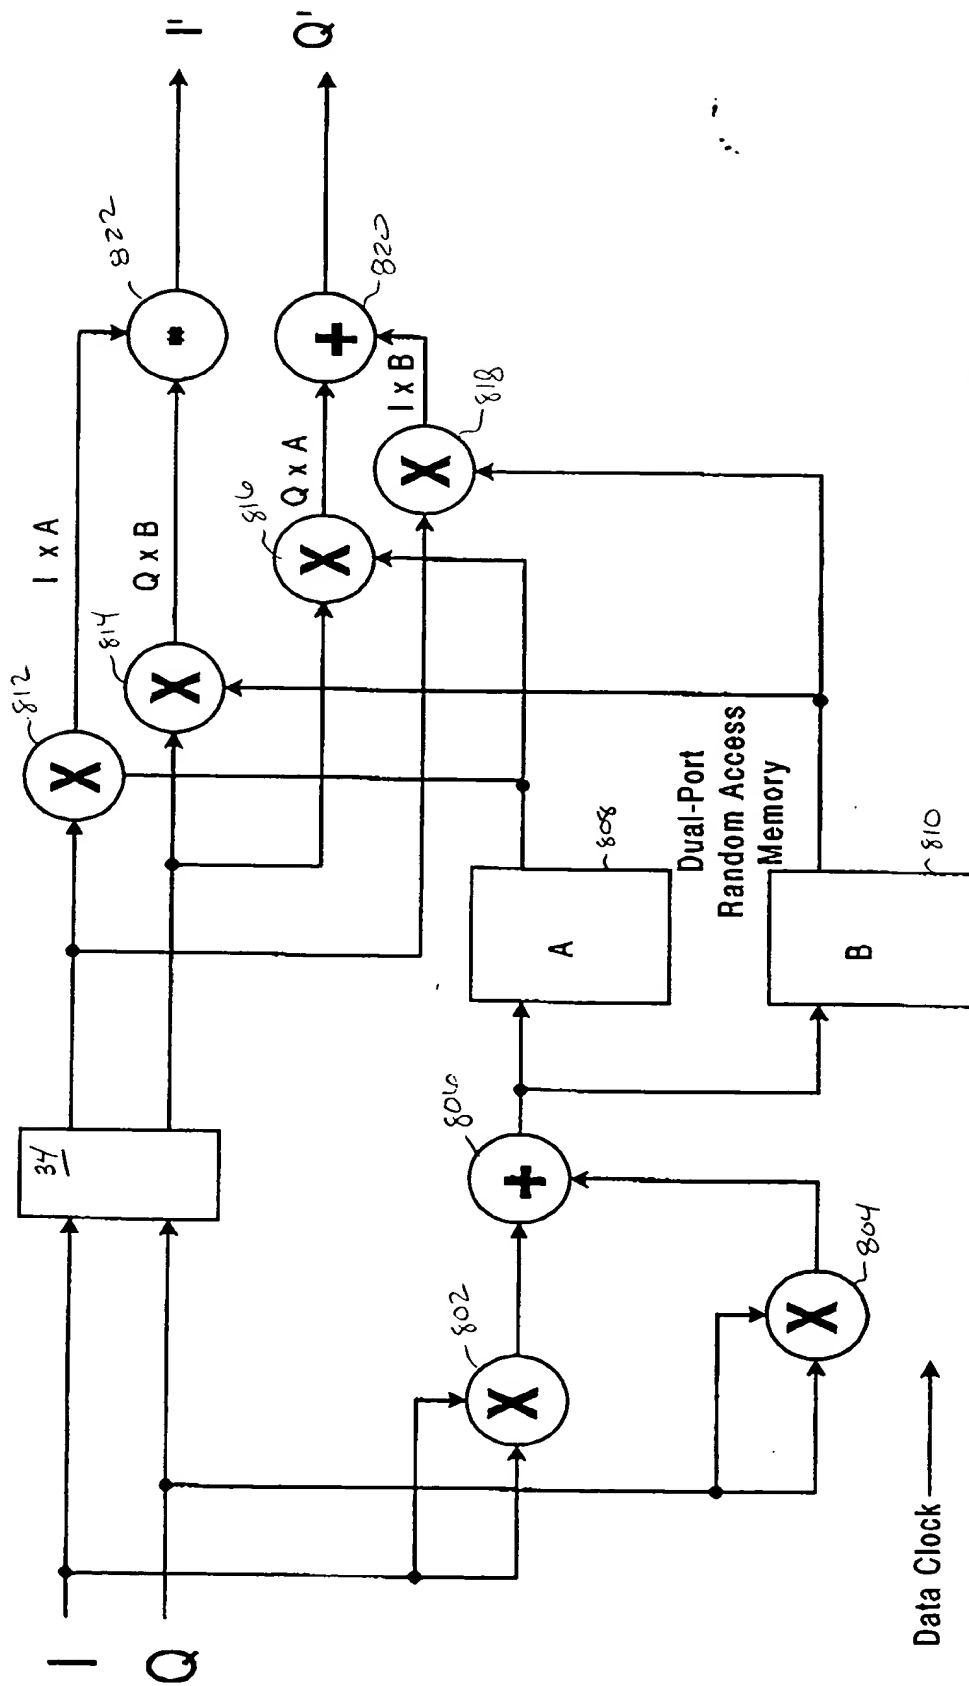 I
Q
34
802
804
806
A
808
B
810
Dual-Port
Random Access
Memory
812
814
816
818
I x A
Q x B
Q x A
I x B
X
X
X
X
X
X
+
+
822
820
I'
Q'
Data Clock